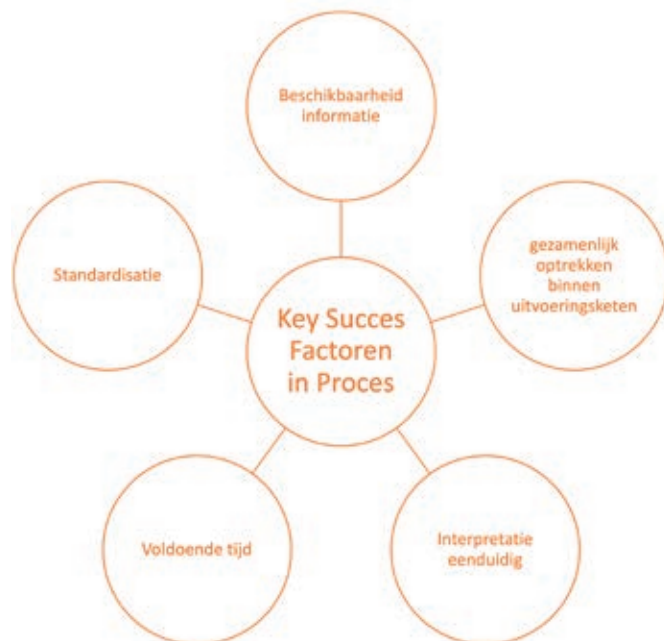 Beschikbaarheid
informatie
Standardisatie
gezamenlijk
optrekken
binnen
uitvoeringsketen
Key Succes
Factoren
in Proces
Voldoende tijd
Interpretatie
eenduidig